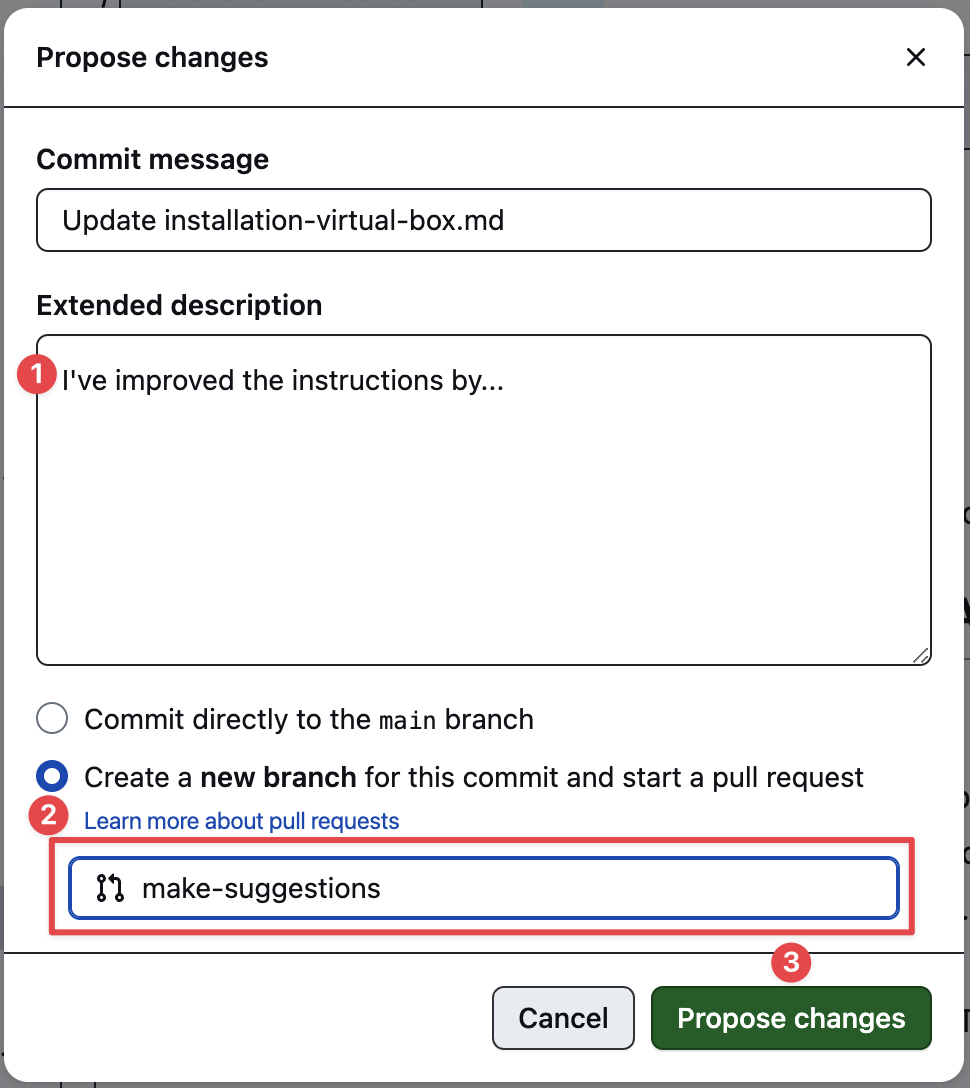 Propose changes
Commit message
Update installation-virtual-box.md
Extended description
1
I've improved the instructions by...
Commit directly to the main branch
Create a new branch for this commit and start a pull request
2
Learn more about pull requests
make-suggestions
3
Cancel
Propose changes